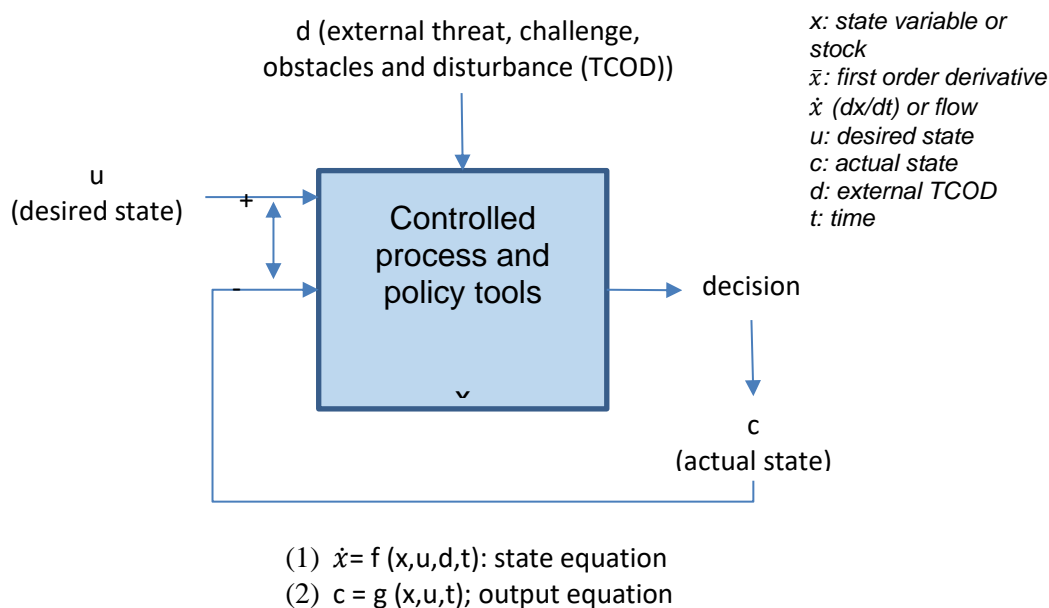 d (external threat, challenge,
obstacles and disturbance (TCOD))
x: state variable or
stock
x̄: first order derivative
ẋ (dx/dt) or flow
u: desired state
c: actual state
d: external TCOD
t: time
u
(desired state)
+
-
Controlled
process and
policy tools
x
decision
c
(actual state)
(1) ẋ= f (x,u,d,t): state equation
(2) c = g (x,u,t); output equation